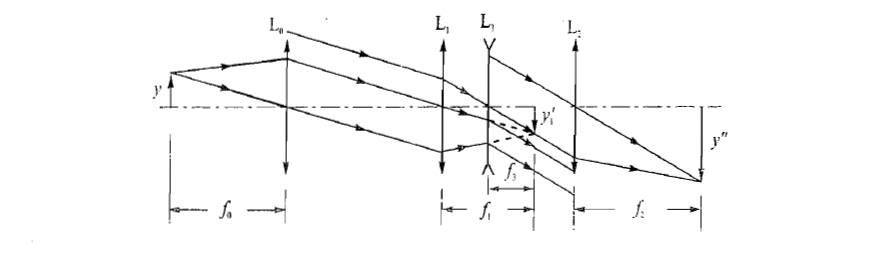 L₀ L₁ L₃ L₂
y y₁′ y″
f₃
f₀ f₁ f₂